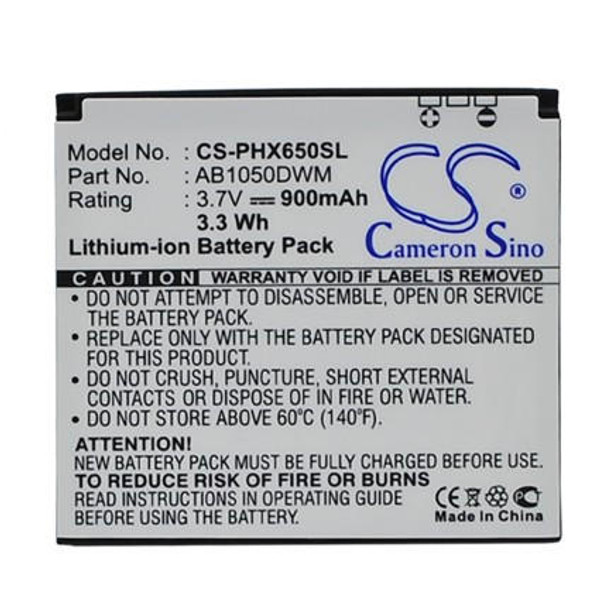 Model No. : CS-PHX650SL
Part No. : AB1050DWM
Rating : 3.7V ⎓ 900mAh
3.3 Wh
Lithium-ion Battery Pack
CS ®
Cameron Sino
CAUTION WARRANTY VOID IF LABEL IS REMOVED
• DO NOT ATTEMPT TO DISASSEMBLE, OPEN OR SERVICE
THE BATTERY PACK.
• REPLACE ONLY WITH THE BATTERY PACK DESIGNATED
FOR THIS EQUIPMENT.
• DO NOT CRUSH, PUNCTURE, SHORT EXTERNAL
CONTACTS OR DISPOSE OF IN FIRE OR WATER.
• DO NOT STORE ABOVE 60°C (140°F).
ATTENTION!
NEW BATTERY PACK MUST BE FULLY CHARGED BEFORE USE.
TO REDUCE RISK OF FIRE OR BURNS
READ INSTRUCTIONS IN OPERATING GUIDE
BEFORE USE.
CE
Made In China